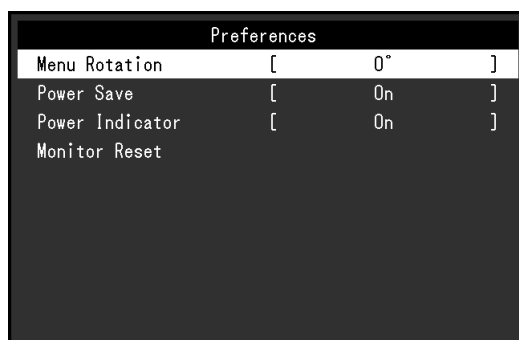 Preferences
Menu Rotation [ 0° ]
Power Save [ On ]
Power Indicator [ On ]
Monitor Reset